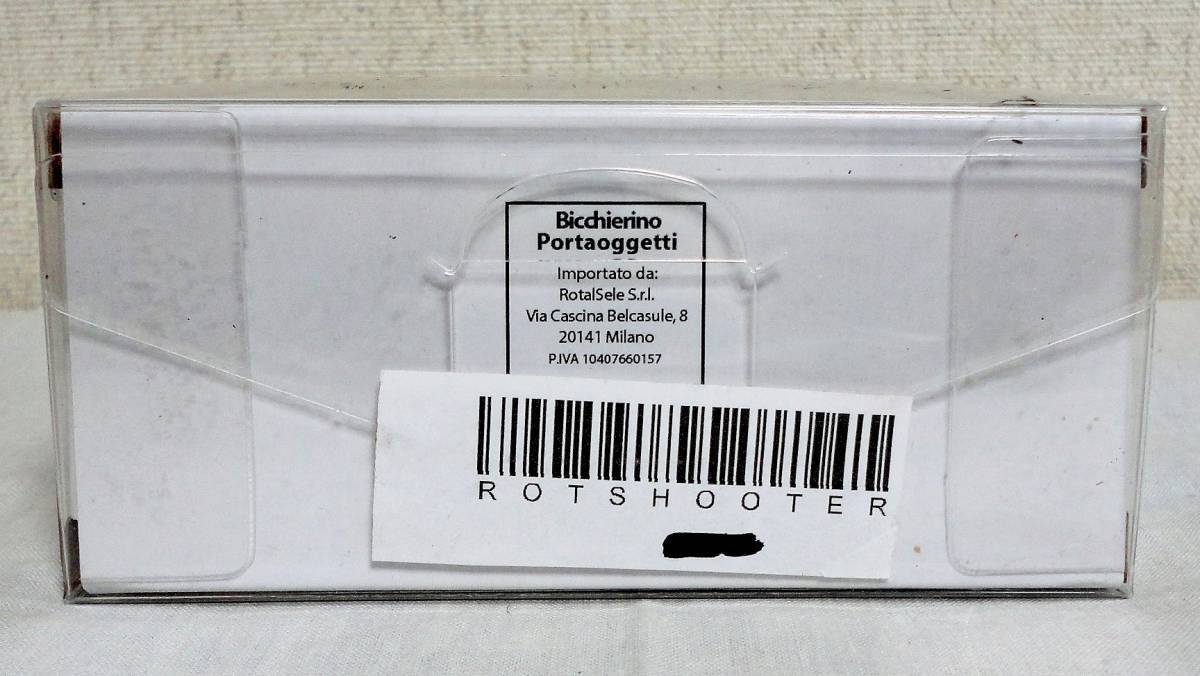 Bicchierino
Portaoggetti
Importato da:
RotalSele S.r.l.
Via Cascina Belcasule, 8
20141 Milano
P.IVA 10407660157
ROTSHOOTER